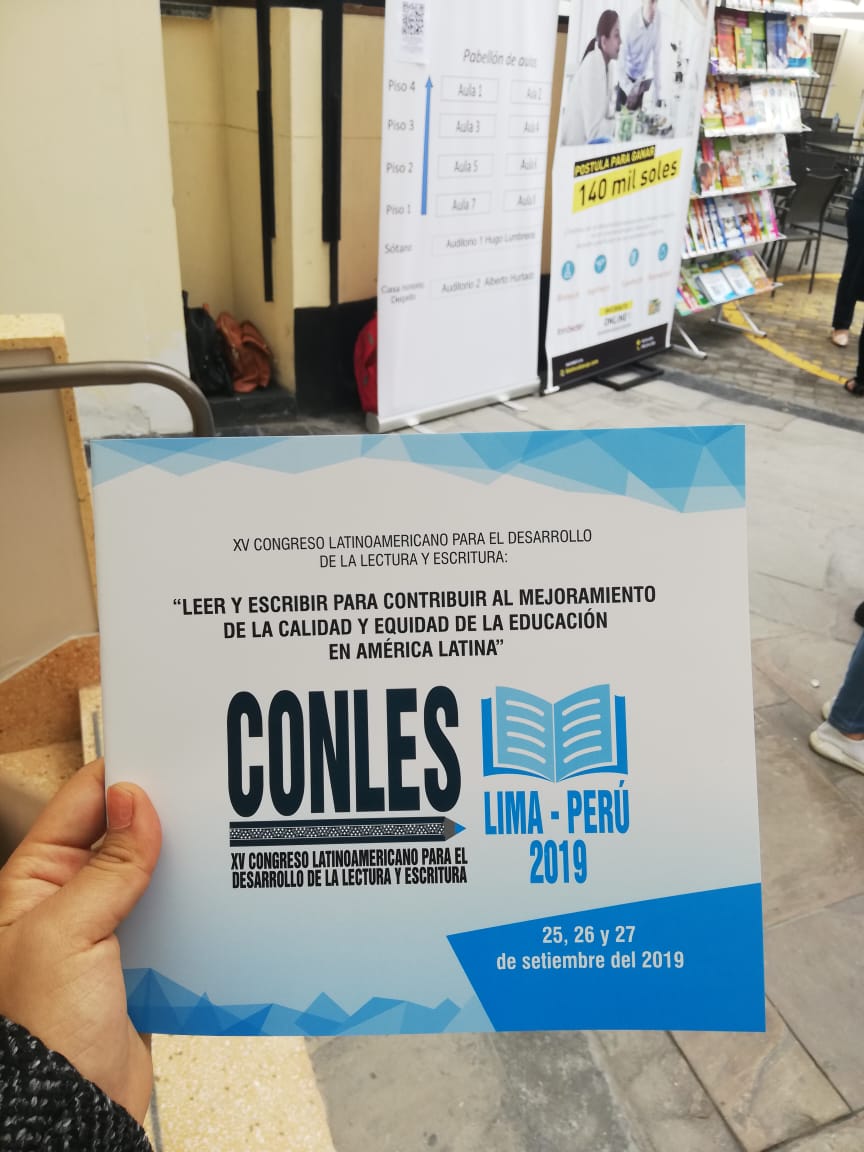 Pabellón de aulas
Piso 4
Aula 1
Aula 2
Piso 3
Aula 3
Aula 4
Piso 2
Aula 5
Piso 1
Aula 7
Sótano
Auditorio 1 Hugo Lumbreras
Auditorio 2 Alberto Hurtado
POSTULA PARA GANAR
140 mil soles
ONLINE
XV CONGRESO LATINOAMERICANO PARA EL DESARROLLO
DE LA LECTURA Y ESCRITURA:
“LEER Y ESCRIBIR PARA CONTRIBUIR AL MEJORAMIENTO
DE LA CALIDAD Y EQUIDAD DE LA EDUCACIÓN
EN AMÉRICA LATINA”
CONLES
XV CONGRESO LATINOAMERICANO PARA EL
DESARROLLO DE LA LECTURA Y ESCRITURA
LIMA - PERÚ
2019
25, 26 y 27
de setiembre del 2019